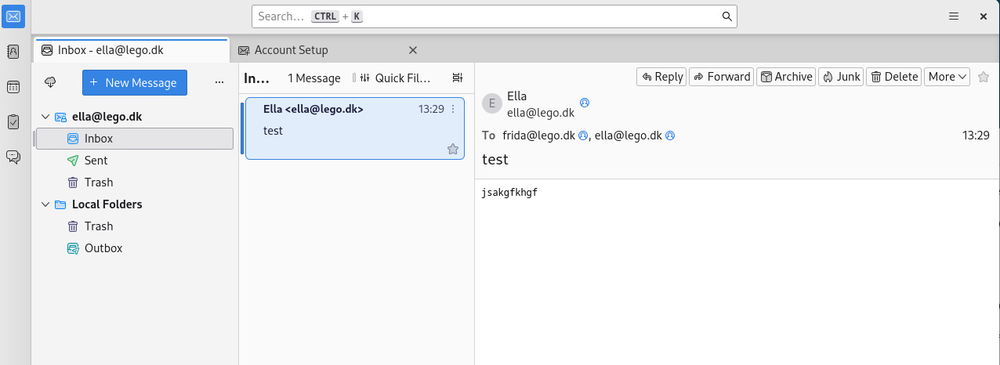 Search… CTRL + K
Inbox - ella@lego.dk
Account Setup
New Message
In…
1 Message
Quick Fil…
Reply
Forward
Archive
Junk
Delete
More
ella@lego.dk
Inbox
Sent
Trash
Local Folders
Trash
Outbox
Ella <ella@lego.dk> 13:29
test
E
Ella
ella@lego.dk
To frida@lego.dk , ella@lego.dk 13:29
test
jsakgfkhgf